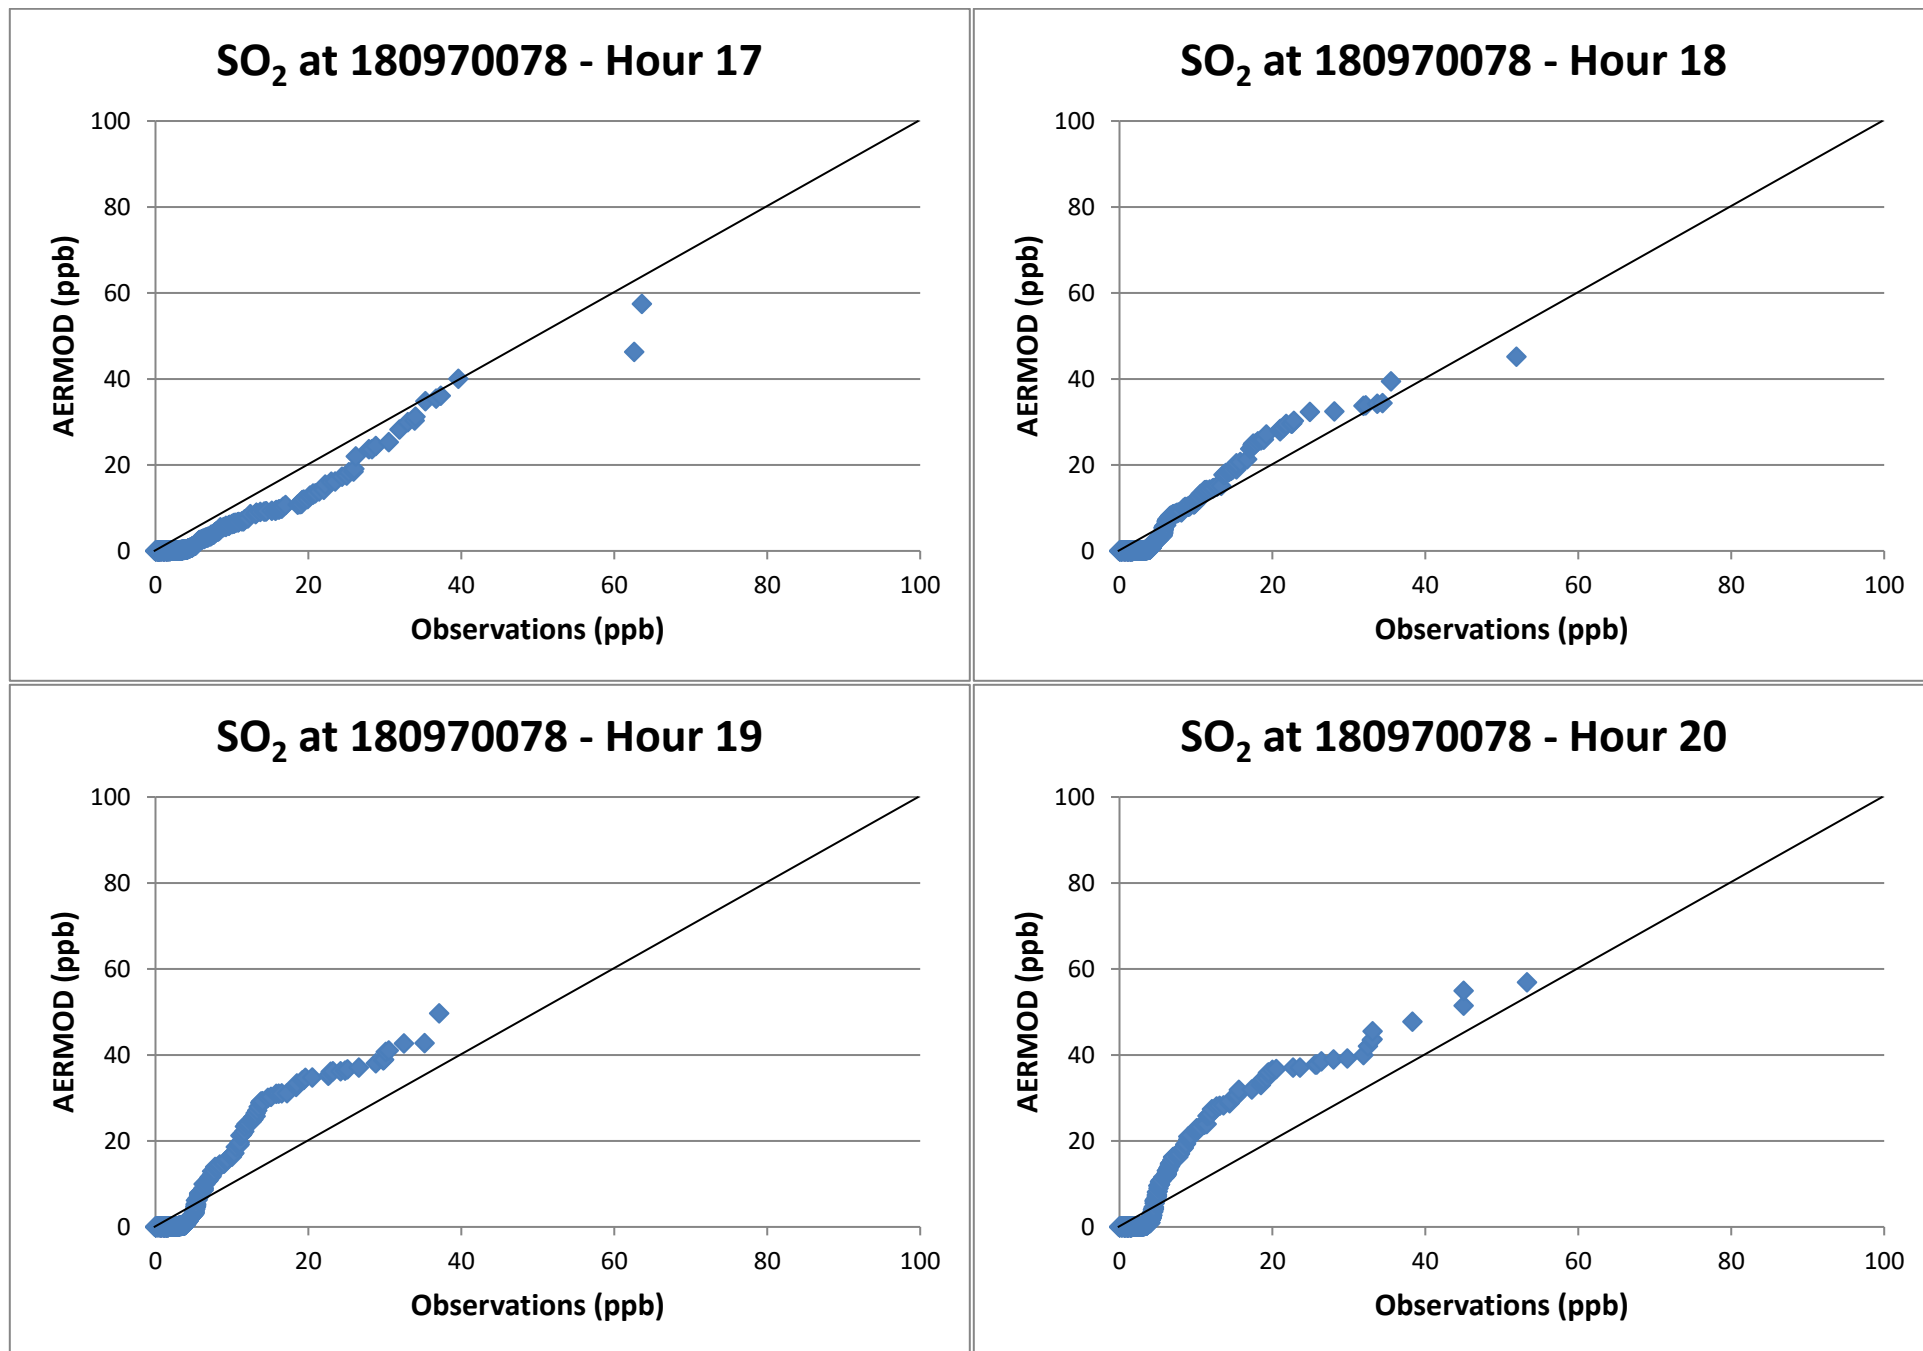 SO₂ at 180970078 - Hour 17
100
80
60
40
20
0
AERMOD (ppb)
0 20 40 60 80 100
Observations (ppb)
SO₂ at 180970078 - Hour 18
100
80
60
40
20
0
AERMOD (ppb)
0 20 40 60 80 100
Observations (ppb)
SO₂ at 180970078 - Hour 19
100
80
60
40
20
0
AERMOD (ppb)
0 20 40 60 80 100
Observations (ppb)
SO₂ at 180970078 - Hour 20
100
80
60
40
20
0
AERMOD (ppb)
0 20 40 60 80 100
Observations (ppb)